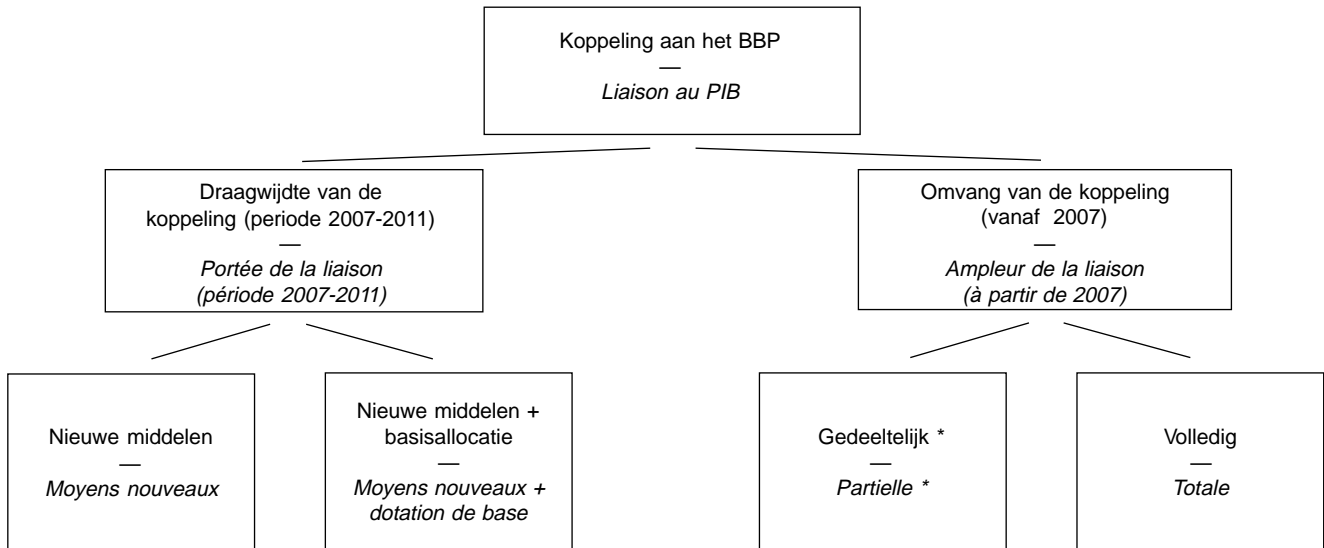 Koppeling aan het BBP
—
Liaison au PIB
Draagwijdte van de
koppeling (periode 2007-2011)
—
Portée de la liaison
(période 2007-2011)
Omvang van de koppeling
(vanaf 2007)
—
Ampleur de la liaison
(à partir de 2007)
Nieuwe middelen
—
Moyens nouveaux
Nieuwe middelen +
basisallocatie
—
Moyens nouveaux +
dotation de base
Gedeeltelijk *
—
Partielle *
Volledig
—
Totale